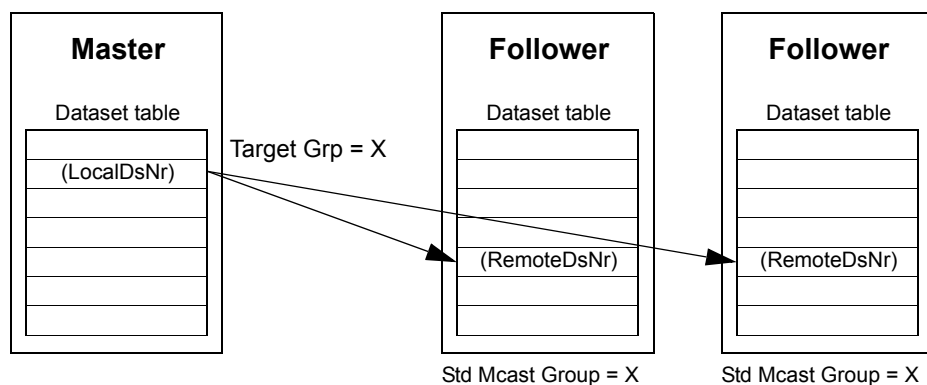 Master
Follower
Follower
Dataset table
Dataset table
Dataset table
Target Grp = X
(LocalDsNr)
(RemoteDsNr)
(RemoteDsNr)
Std Mcast Group = X
Std Mcast Group = X